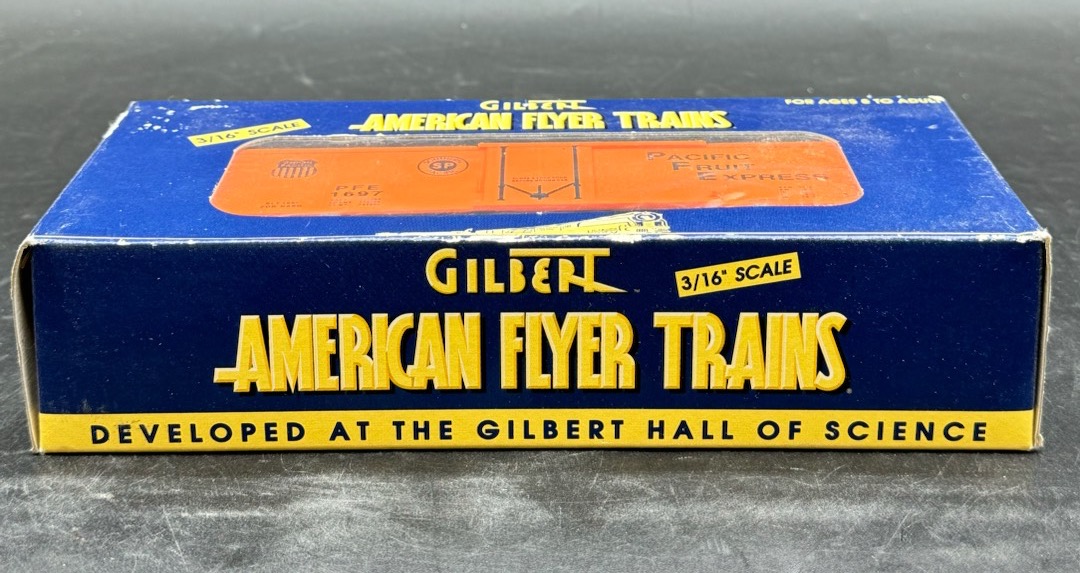 GILBERT
AMERICAN FLYER TRAINS
3/16" SCALE
FOR AGES 8 TO ADULT
SP
PFE
1697
PACIFIC
FRUIT
EXPRESS
GILBERT
3/16" SCALE
AMERICAN FLYER TRAINS
DEVELOPED AT THE GILBERT HALL OF SCIENCE